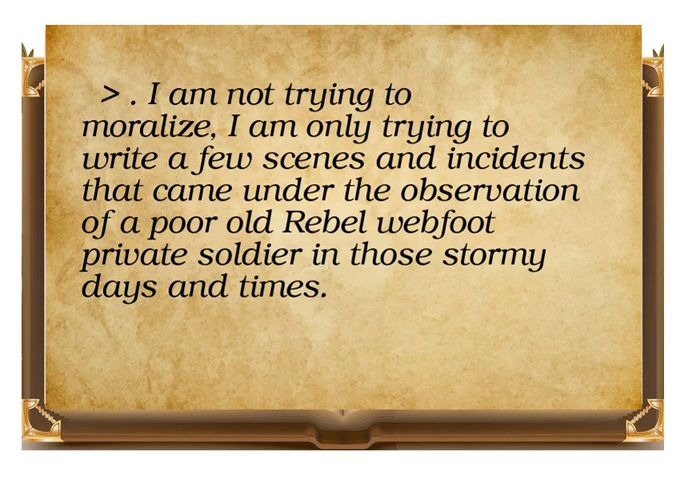 > . I am not trying to
moralize, I am only trying to
write a few scenes and incidents
that came under the observation
of a poor old Rebel webfoot
private soldier in those stormy
days and times.